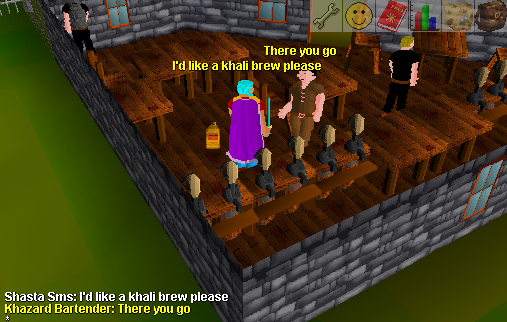 There you go
I'd like a khali brew please
Shasta Sms: I'd like a khali brew please
Khazard Bartender: There you go
*